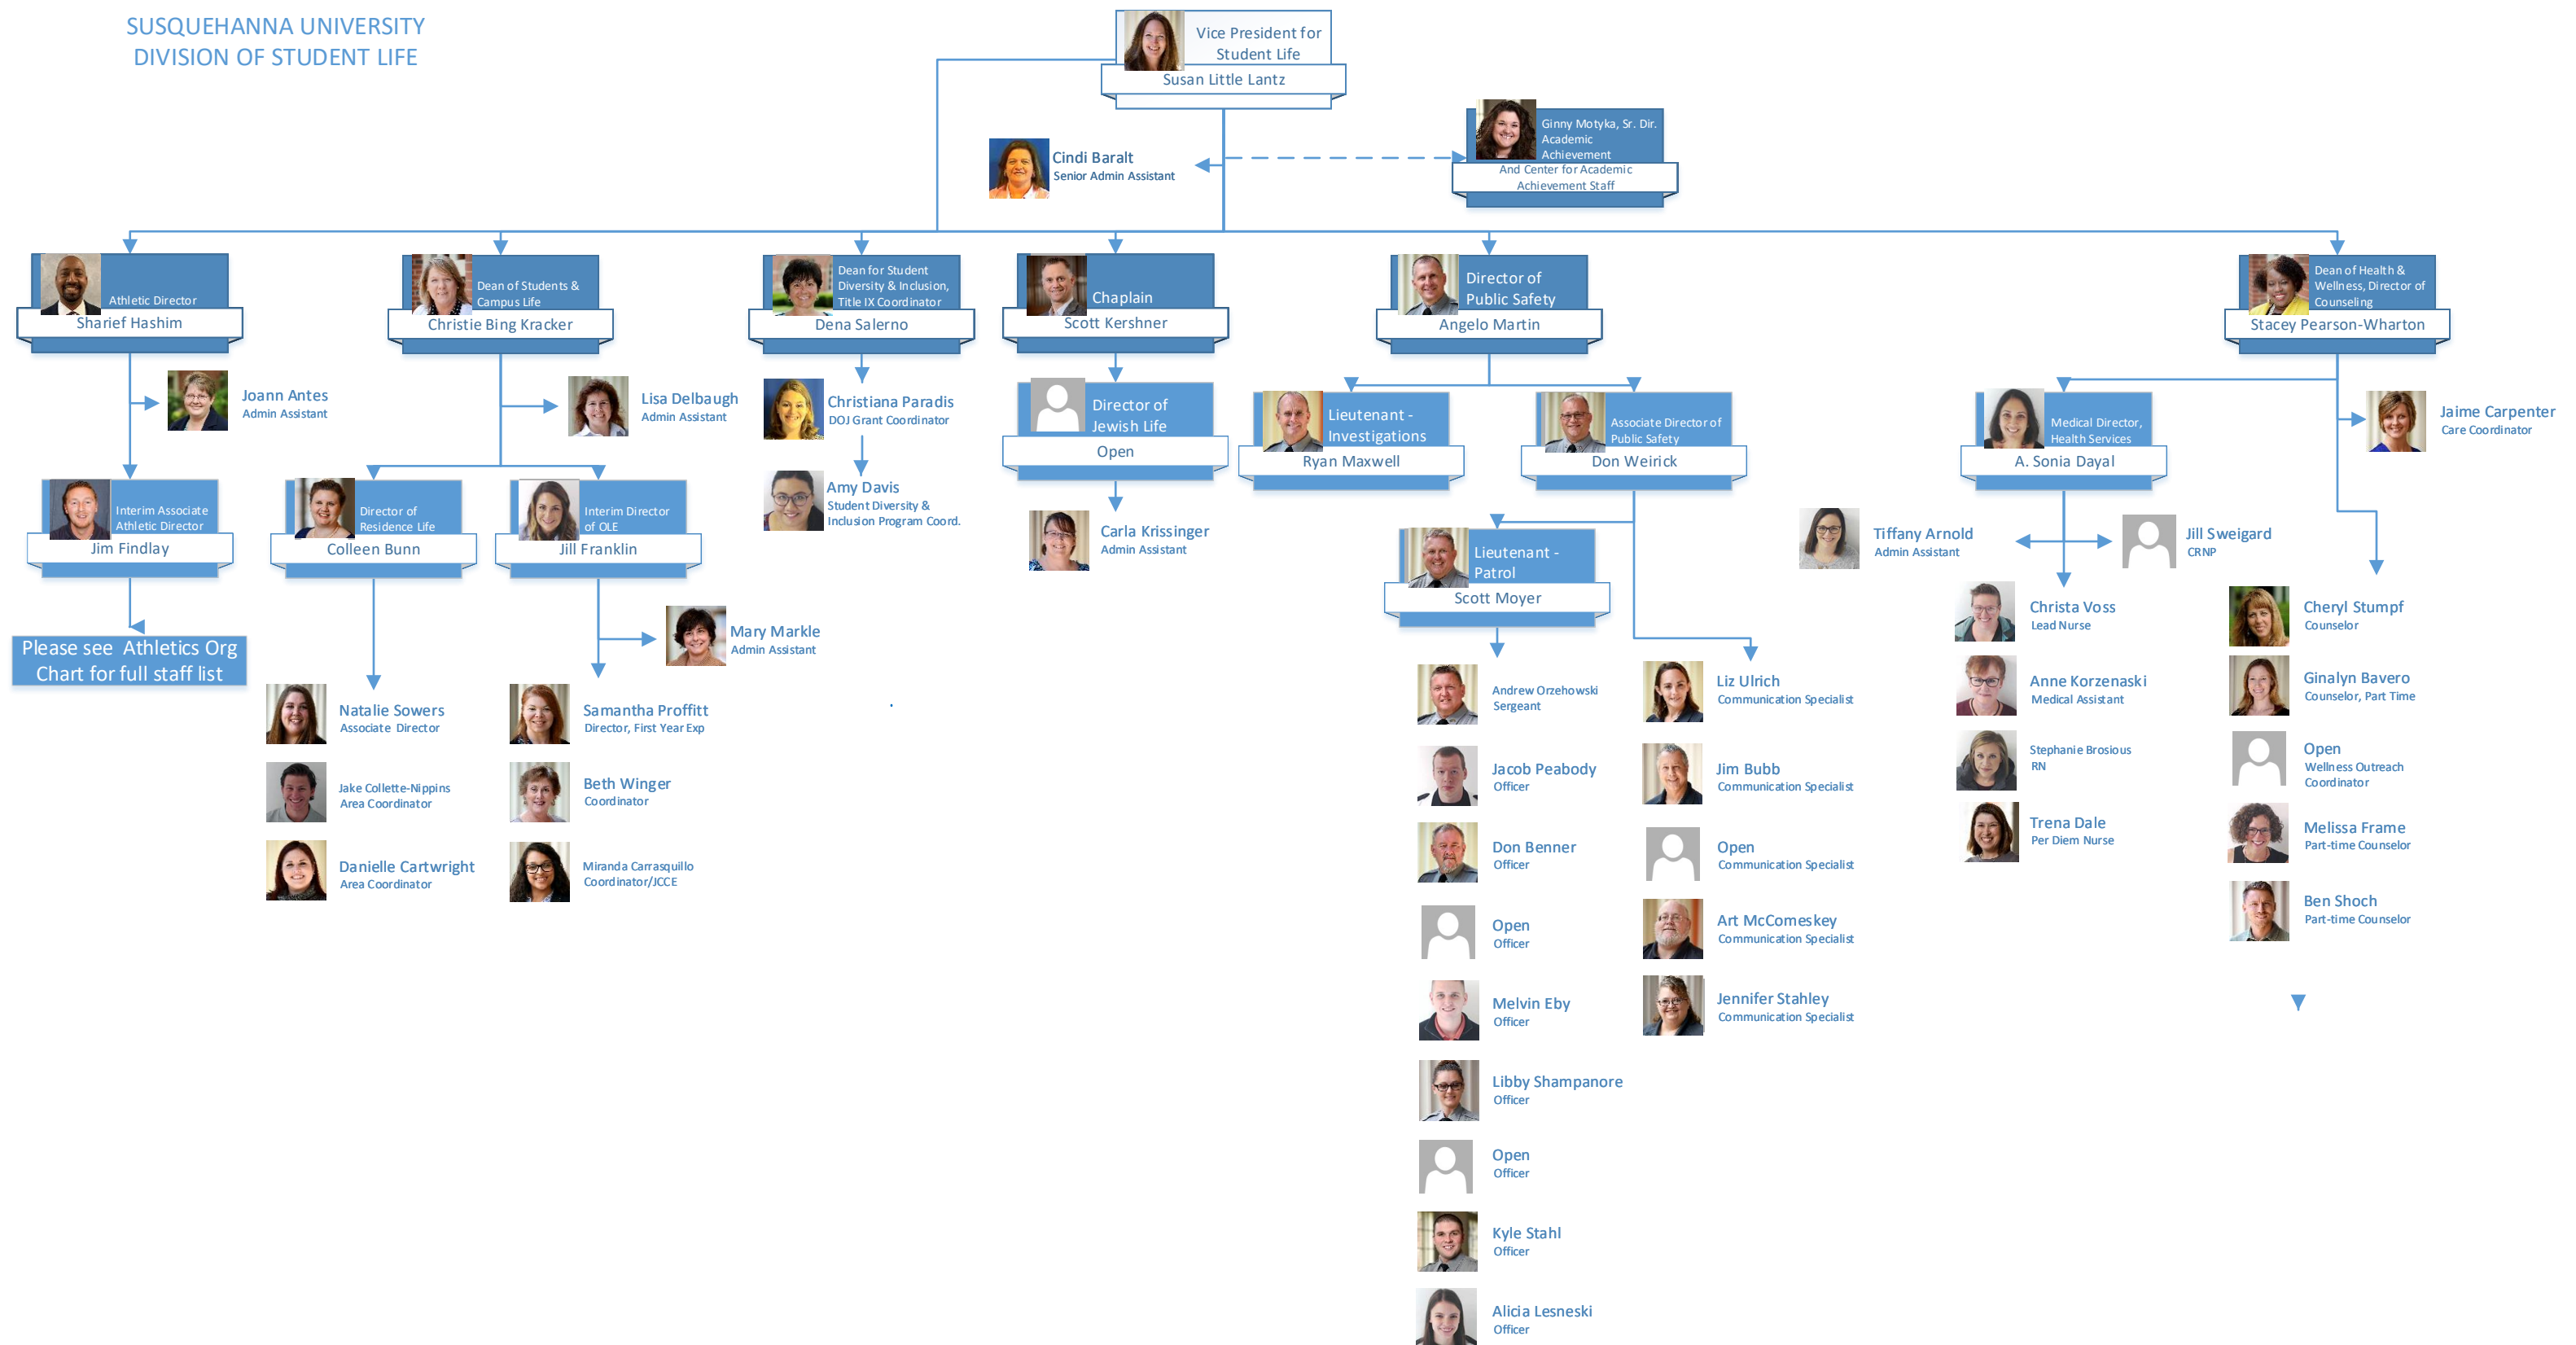 SUSQUEHANNA UNIVERSITY
DIVISION OF STUDENT LIFE
Vice President for
Student Life
Susan Little Lantz
Cindi Baralt
Senior Admin Assistant
Ginny Motyka, Sr. Dir.
Academic
Achievement
And Center for Academic
Achievement Staff
Athletic Director
Sharief Hashim
Dean of Students &
Campus Life
Christie Bing Kracker
Dean for Student
Diversity & Inclusion,
Title IX Coordinator
Dena Salerno
Chaplain
Scott Kershner
Director of
Public Safety
Angelo Martin
Dean of Health &
Wellness, Director of
Counseling
Stacey Pearson-Wharton
Joann Antes
Admin Assistant
Lisa Delbaugh
Admin Assistant
Christiana Paradis
DOJ Grant Coordinator
Amy Davis
Student Diversity &
Inclusion Program Coord.
Director of
Jewish Life
Open
Carla Krissinger
Admin Assistant
Lieutenant -
Investigations
Ryan Maxwell
Associate Director of
Public Safety
Don Weirick
Medical Director,
Health Services
A. Sonia Dayal
Jaime Carpenter
Care Coordinator
Interim Associate
Athletic Director
Jim Findlay
Please see Athletics Org
Chart for full staff list
Director of
Residence Life
Colleen Bunn
Interim Director
of OLE
Jill Franklin
Mary Markle
Admin Assistant
Natalie Sowers
Associate Director
Jake Collette-Nippins
Area Coordinator
Danielle Cartwright
Area Coordinator
Samantha Proffitt
Director, First Year Exp
Beth Winger
Coordinator
Miranda Carrasquillo
Coordinator/JCCE
Lieutenant -
Patrol
Scott Moyer
Andrew Orzehowski
Sergeant
Jacob Peabody
Officer
Don Benner
Officer
Open
Officer
Melvin Eby
Officer
Libby Shampanore
Officer
Open
Officer
Kyle Stahl
Officer
Alicia Lesneski
Officer
Liz Ulrich
Communication Specialist
Jim Bubb
Communication Specialist
Open
Communication Specialist
Art McComeskey
Communication Specialist
Jennifer Stahley
Communication Specialist
Tiffany Arnold
Admin Assistant
Jill Sweigard
CRNP
Christa Voss
Lead Nurse
Anne Korzenaski
Medical Assistant
Stephanie Brosious
RN
Trena Dale
Per Diem Nurse
Cheryl Stumpf
Counselor
Ginalyn Bavero
Counselor, Part Time
Open
Wellness Outreach
Coordinator
Melissa Frame
Part-time Counselor
Ben Shoch
Part-time Counselor